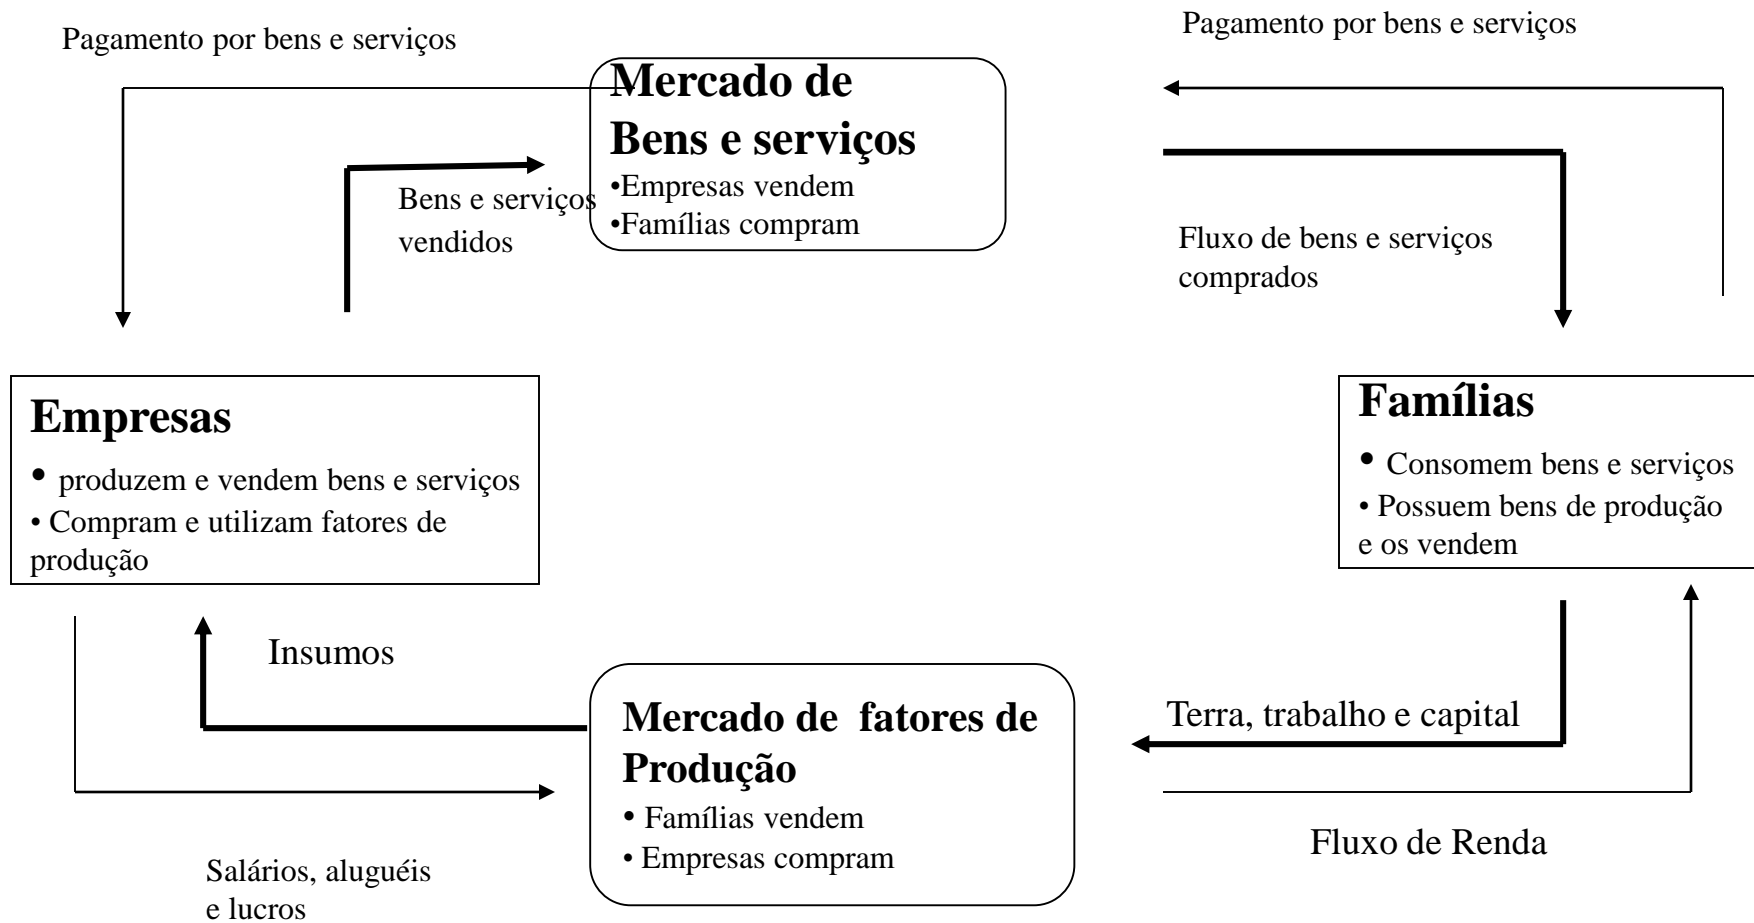 Pagamento por bens e serviços
Pagamento por bens e serviços
Mercado de
Bens e serviços
•Empresas vendem
•Famílias compram
Bens e serviços
vendidos
Fluxo de bens e serviços
comprados
Empresas
• produzem e vendem bens e serviços
• Compram e utilizam fatores de
produção
Famílias
• Consomem bens e serviços
• Possuem bens de produção
e os vendem
Insumos
Mercado de  fatores de
Produção
• Famílias vendem
• Empresas compram
Terra, trabalho e capital
Fluxo de Renda
Salários, aluguéis
e lucros